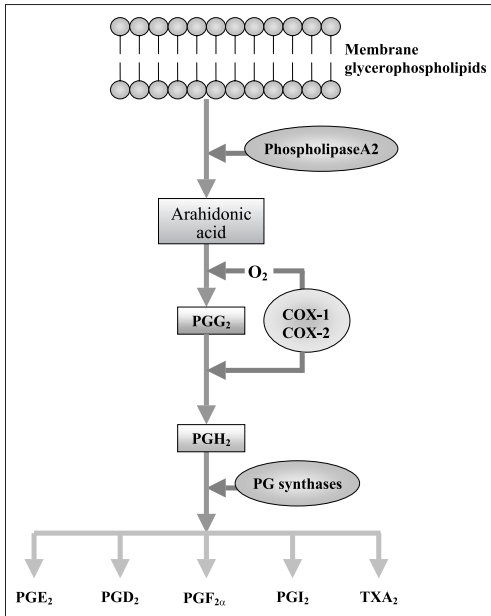 Membrane
glycerophospholipids
PhospholipaseA2
Arahidonic
acid
O₂
COX-1
COX-2
PGG₂
PGH₂
PG synthases
PGE₂
PGD₂
PGF₂α
PGI₂
TXA₂